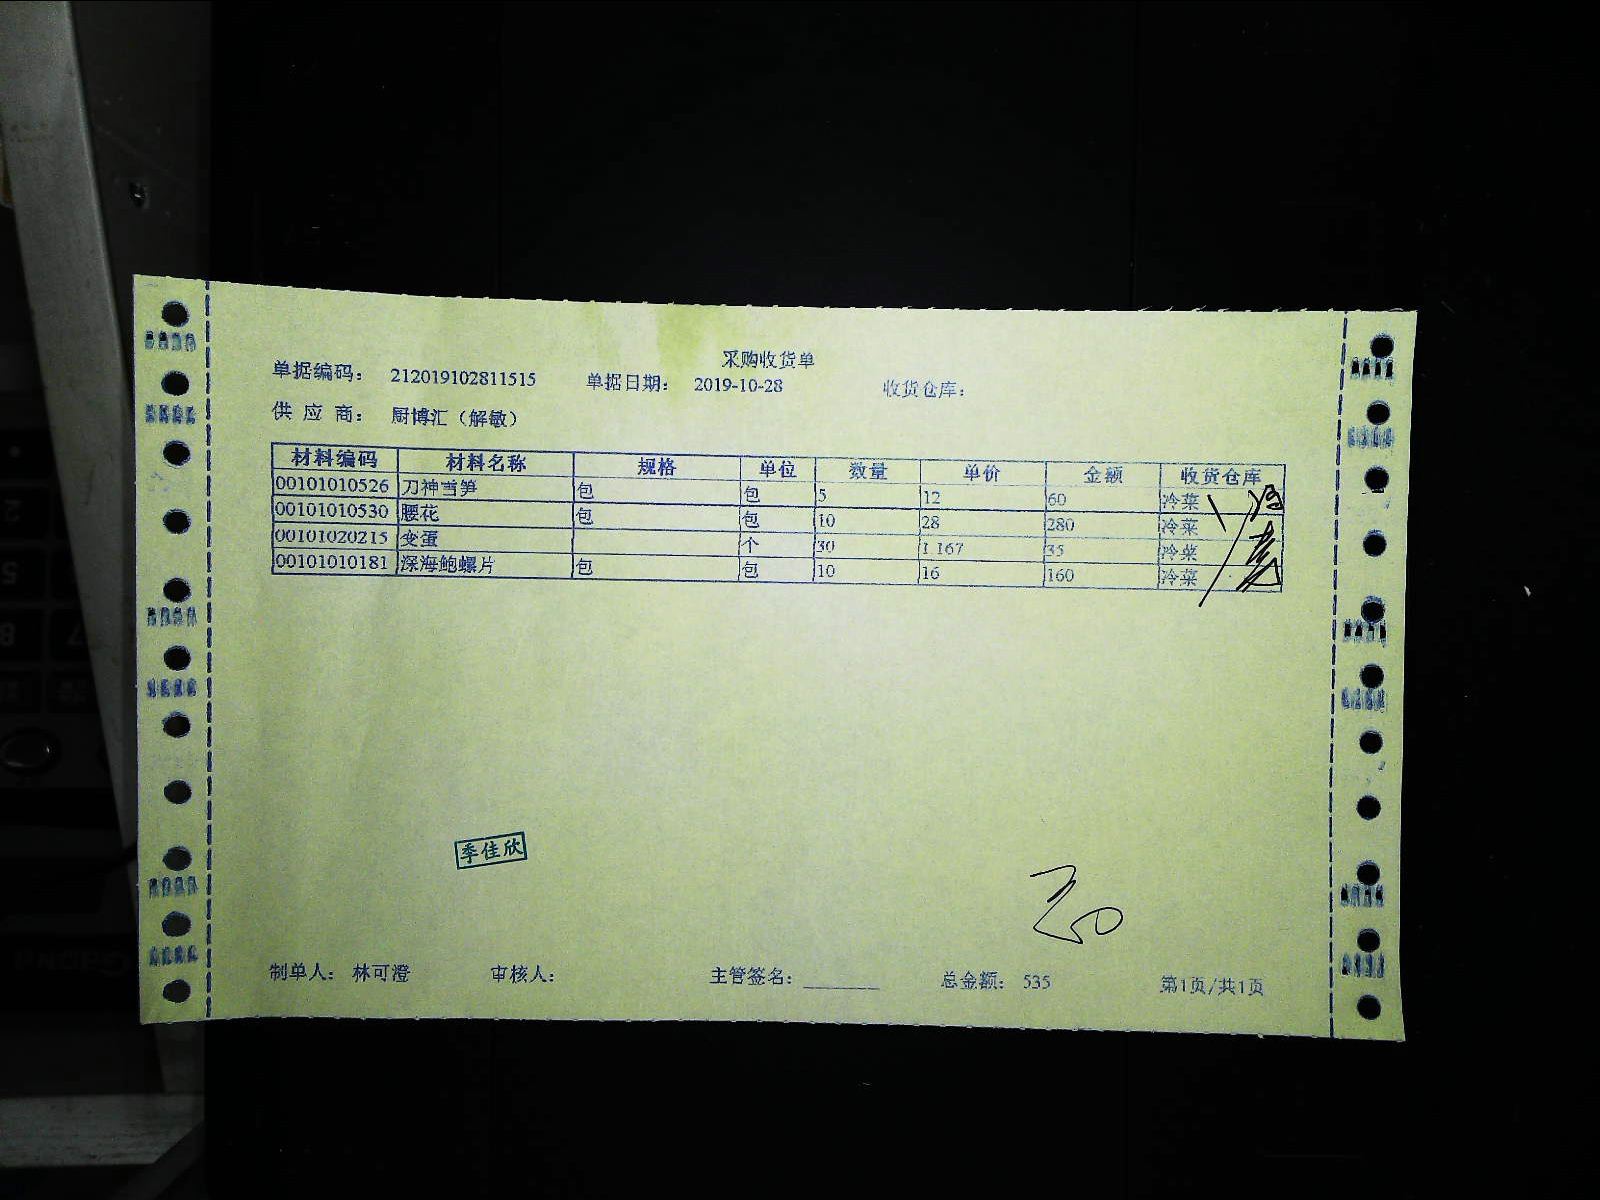 采购收货单
单据编码： 212019102811515 单据日期： 2019-10-28 收货仓库：
供 应 商： 厨博汇（解敏）
材料编码 材料名称 规格 单位 数量 单价 金额 收货仓库
00101010526 刀神雪笋 包 包 5 12 60 冷菜
00101010530 腰花 包 包 10 28 280 冷菜
00101020215 变蛋 个 30 1.167 35 冷菜
00101010181 深海鲍螺片 包 包 10 16 160 冷菜
季佳欣
制单人： 林可澄 审核人： 主管签名： 总金额： 535 第1页/共1页